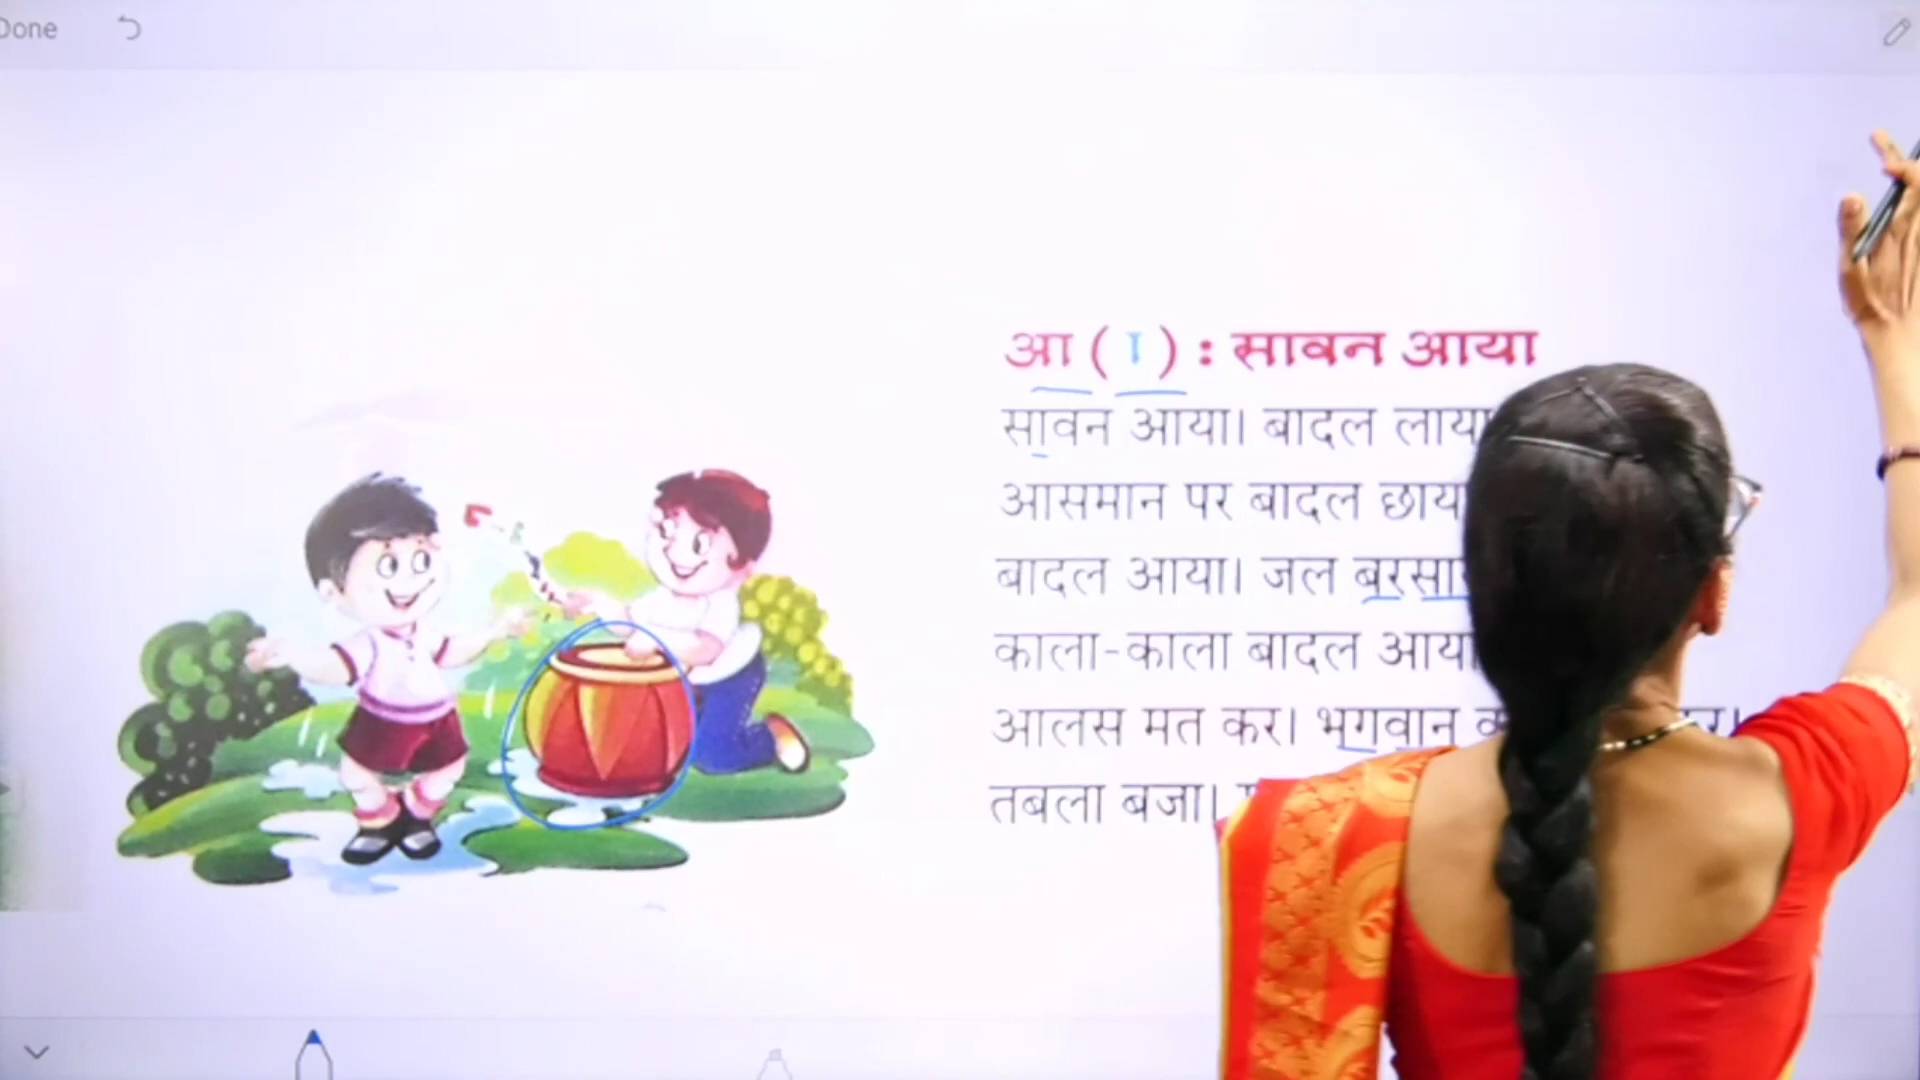 Done
आ ( ा ) : सावन आया
सावन आया। बादल लाया
आसमान पर बादल
बादल आया। जल
काला-काला बादल आया
आलस मत कर। भगवान
तबला बजा।